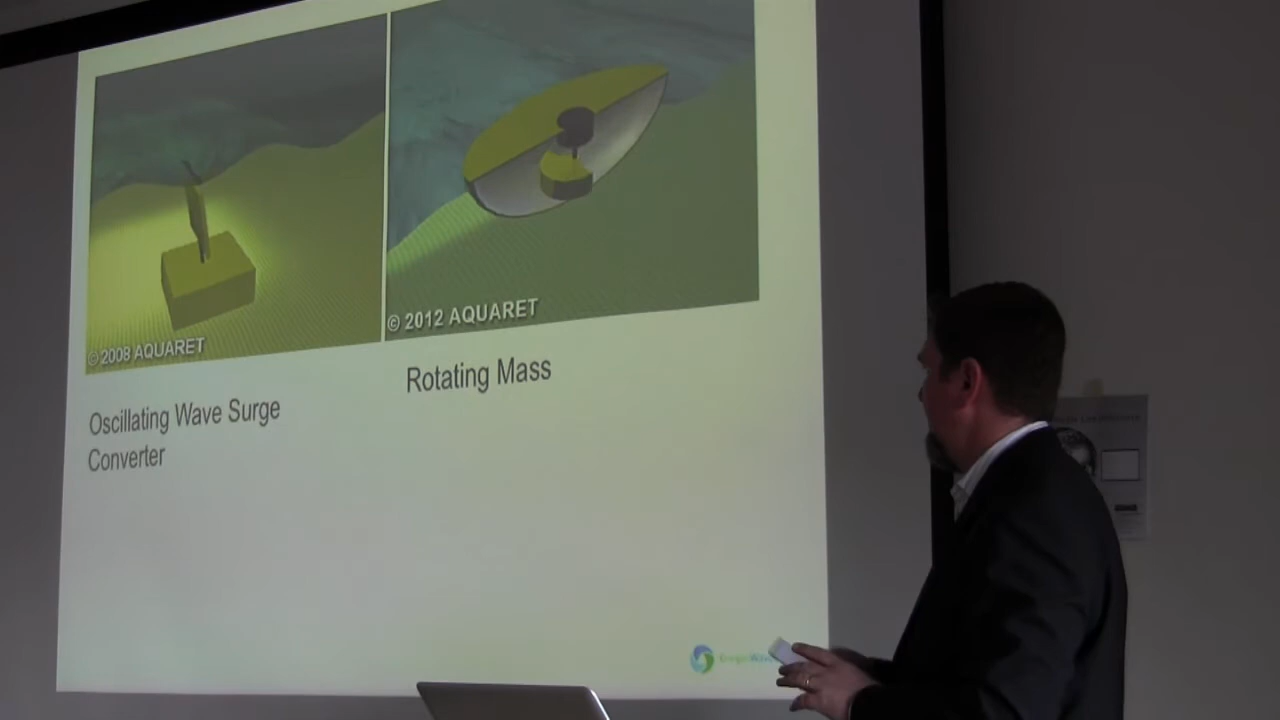 © 2008 AQUARET
© 2012 AQUARET
Oscillating Wave Surge
Converter
Rotating Mass